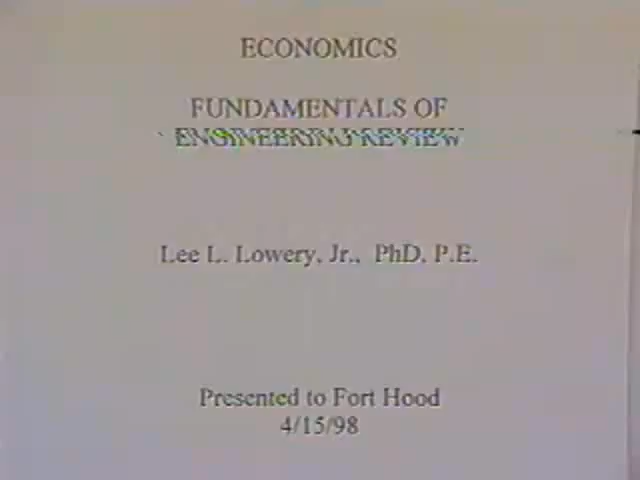 ECONOMICS
FUNDAMENTALS OF
ENGINEERING REVIEW
Lee L. Lowery, Jr., PhD, P.E.
Presented to Fort Hood
4/15/98